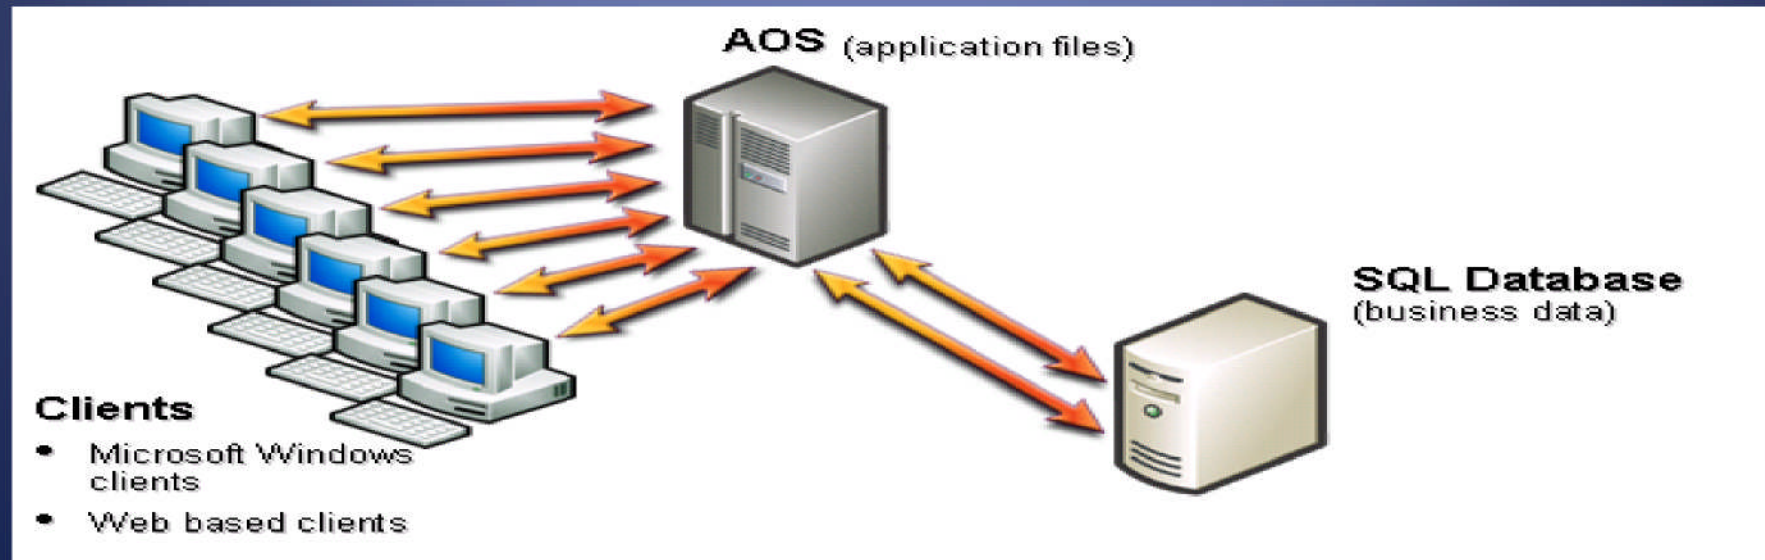 AOS (application files)
SQL Database
(business data)
Clients
• Microsoft Windows
clients
• Web based clients